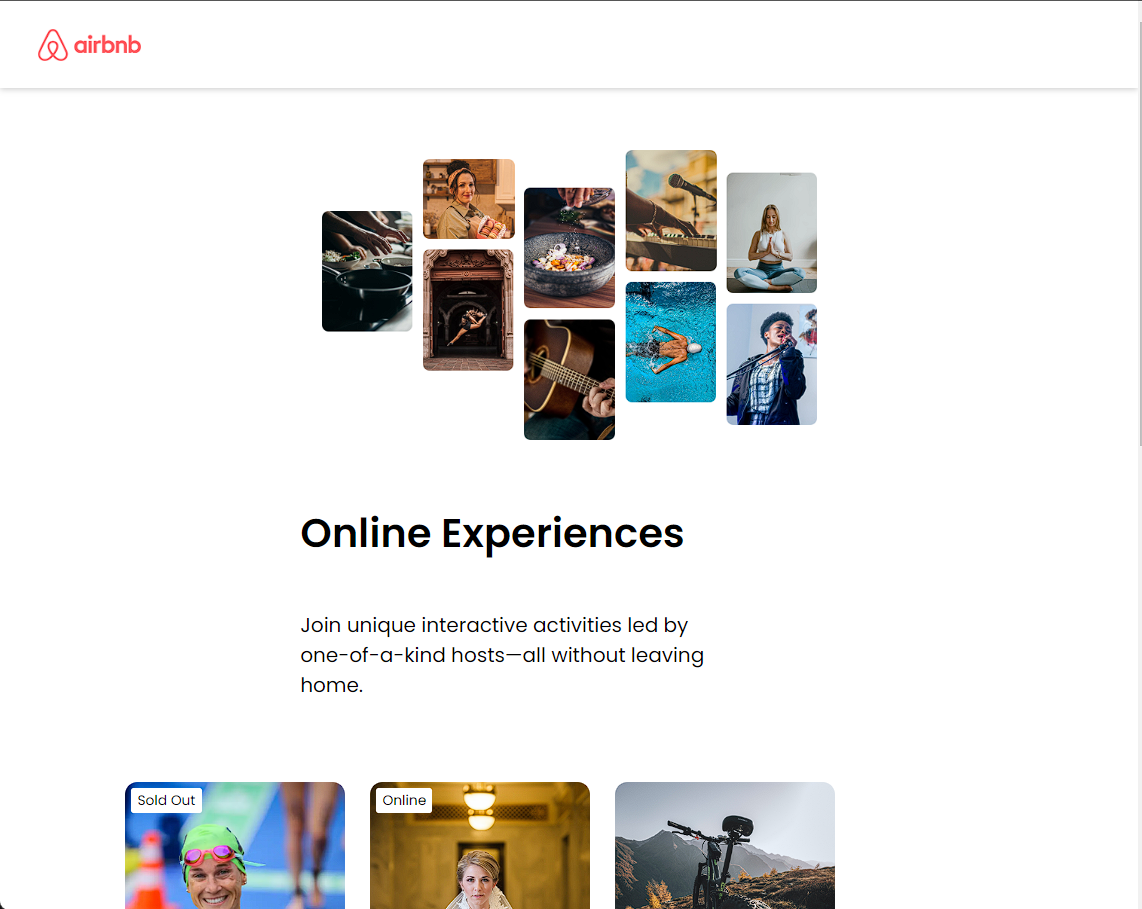 airbnb
Online Experiences
Join unique interactive activities led by
one-of-a-kind hosts—all without leaving
home.
Sold Out
Online